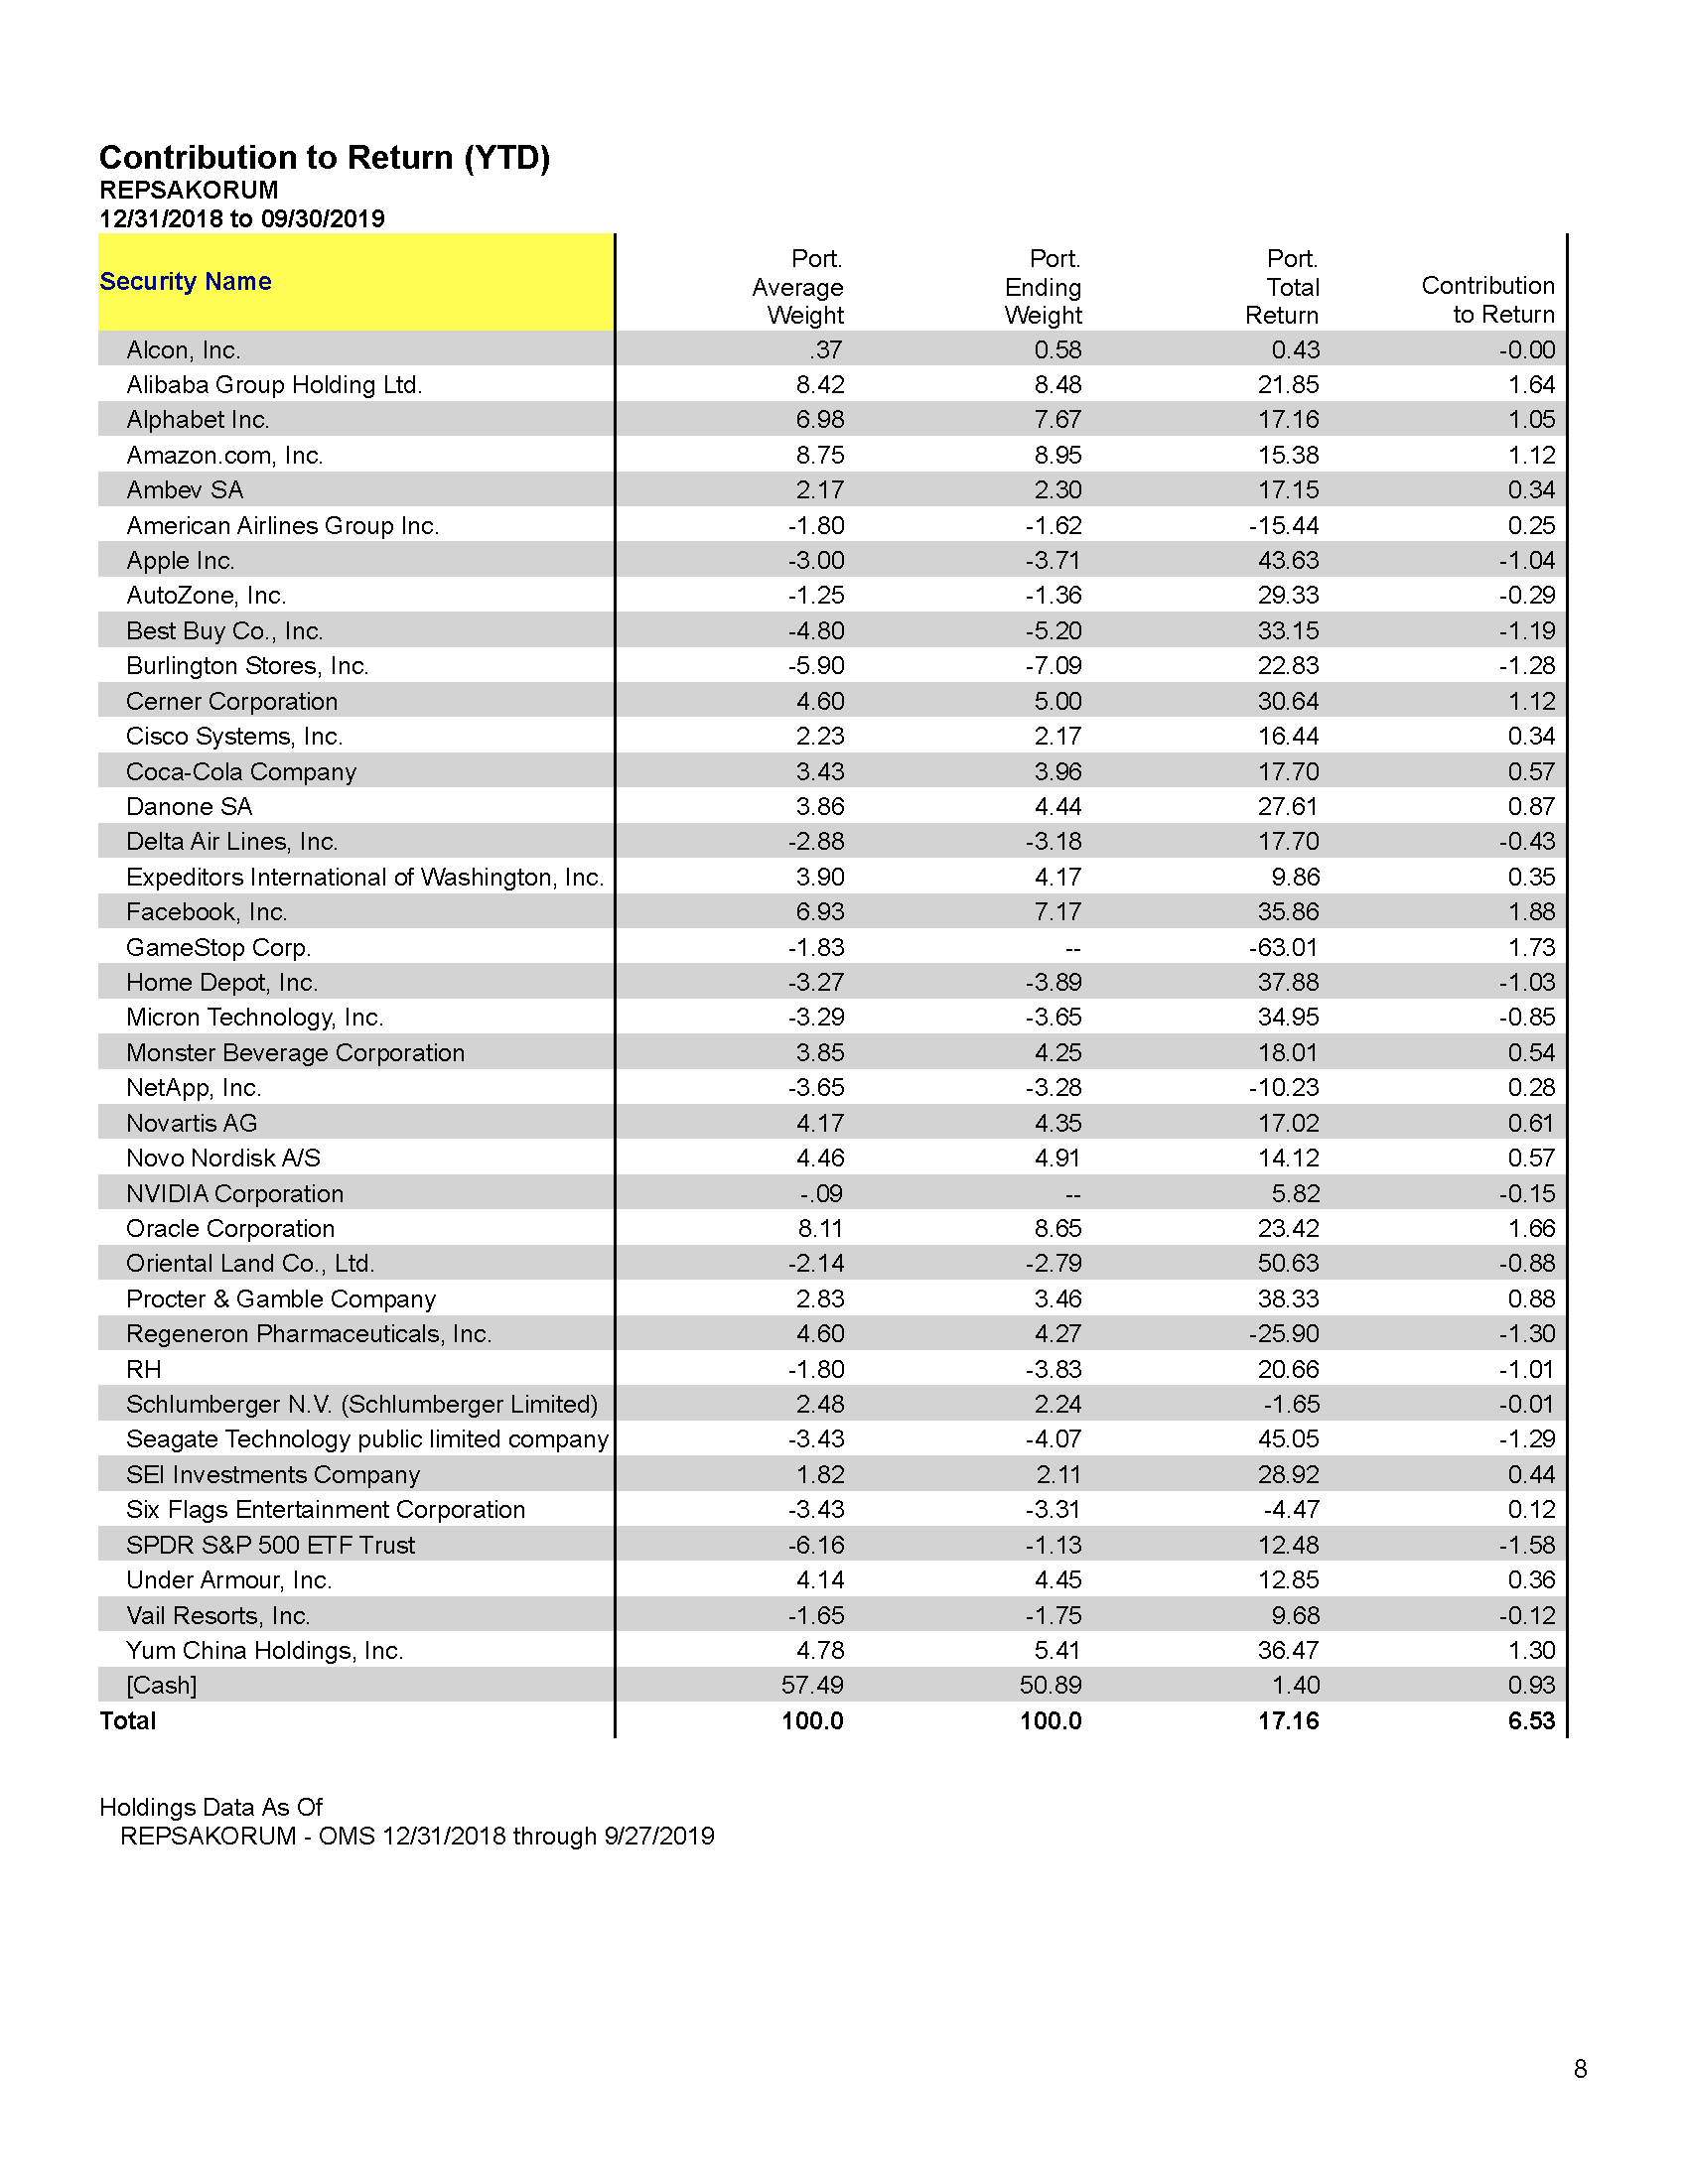 Contribution to Return (YTD)
REPSAKORUM
12/31/2018 to 09/30/2019
Security Name Port. Average Weight Port. Ending Weight Port. Total Return Contribution to Return
Alcon, Inc. .37 0.58 0.43 -0.00
Alibaba Group Holding Ltd. 8.42 8.48 21.85 1.64
Alphabet Inc. 6.98 7.67 17.16 1.05
Amazon.com, Inc. 8.75 8.95 15.38 1.12
Ambev SA 2.17 2.30 17.15 0.34
American Airlines Group Inc. -1.80 -1.62 -15.44 0.25
Apple Inc. -3.00 -3.71 43.63 -1.04
AutoZone, Inc. -1.25 -1.36 29.33 -0.29
Best Buy Co., Inc. -4.80 -5.20 33.15 -1.19
Burlington Stores, Inc. -5.90 -7.09 22.83 -1.28
Cerner Corporation 4.60 5.00 30.64 1.12
Cisco Systems, Inc. 2.23 2.17 16.44 0.34
Coca-Cola Company 3.43 3.96 17.70 0.57
Danone SA 3.86 4.44 27.61 0.87
Delta Air Lines, Inc. -2.88 -3.18 17.70 -0.43
Expeditors International of Washington, Inc. 3.90 4.17 9.86 0.35
Facebook, Inc. 6.93 7.17 35.86 1.88
GameStop Corp. -1.83 -- -63.01 1.73
Home Depot, Inc. -3.27 -3.89 37.88 -1.03
Micron Technology, Inc. -3.29 -3.65 34.95 -0.85
Monster Beverage Corporation 3.85 4.25 18.01 0.54
NetApp, Inc. -3.65 -3.28 -10.23 0.28
Novartis AG 4.17 4.35 17.02 0.61
Novo Nordisk A/S 4.46 4.91 14.12 0.57
NVIDIA Corporation -.09 -- 5.82 -0.15
Oracle Corporation 8.11 8.65 23.42 1.66
Oriental Land Co., Ltd. -2.14 -2.79 50.63 -0.88
Procter & Gamble Company 2.83 3.46 38.33 0.88
Regeneron Pharmaceuticals, Inc. 4.60 4.27 -25.90 -1.30
RH -1.80 -3.83 20.66 -1.01
Schlumberger N.V. (Schlumberger Limited) 2.48 2.24 -1.65 -0.01
Seagate Technology public limited company -3.43 -4.07 45.05 -1.29
SEI Investments Company 1.82 2.11 28.92 0.44
Six Flags Entertainment Corporation -3.43 -3.31 -4.47 0.12
SPDR S&P 500 ETF Trust -6.16 -1.13 12.48 -1.58
Under Armour, Inc. 4.14 4.45 12.85 0.36
Vail Resorts, Inc. -1.65 -1.75 9.68 -0.12
Yum China Holdings, Inc. 4.78 5.41 36.47 1.30
[Cash] 57.49 50.89 1.40 0.93
Total 100.0 100.0 17.16 6.53
Holdings Data As Of
REPSAKORUM - OMS 12/31/2018 through 9/27/2019
8